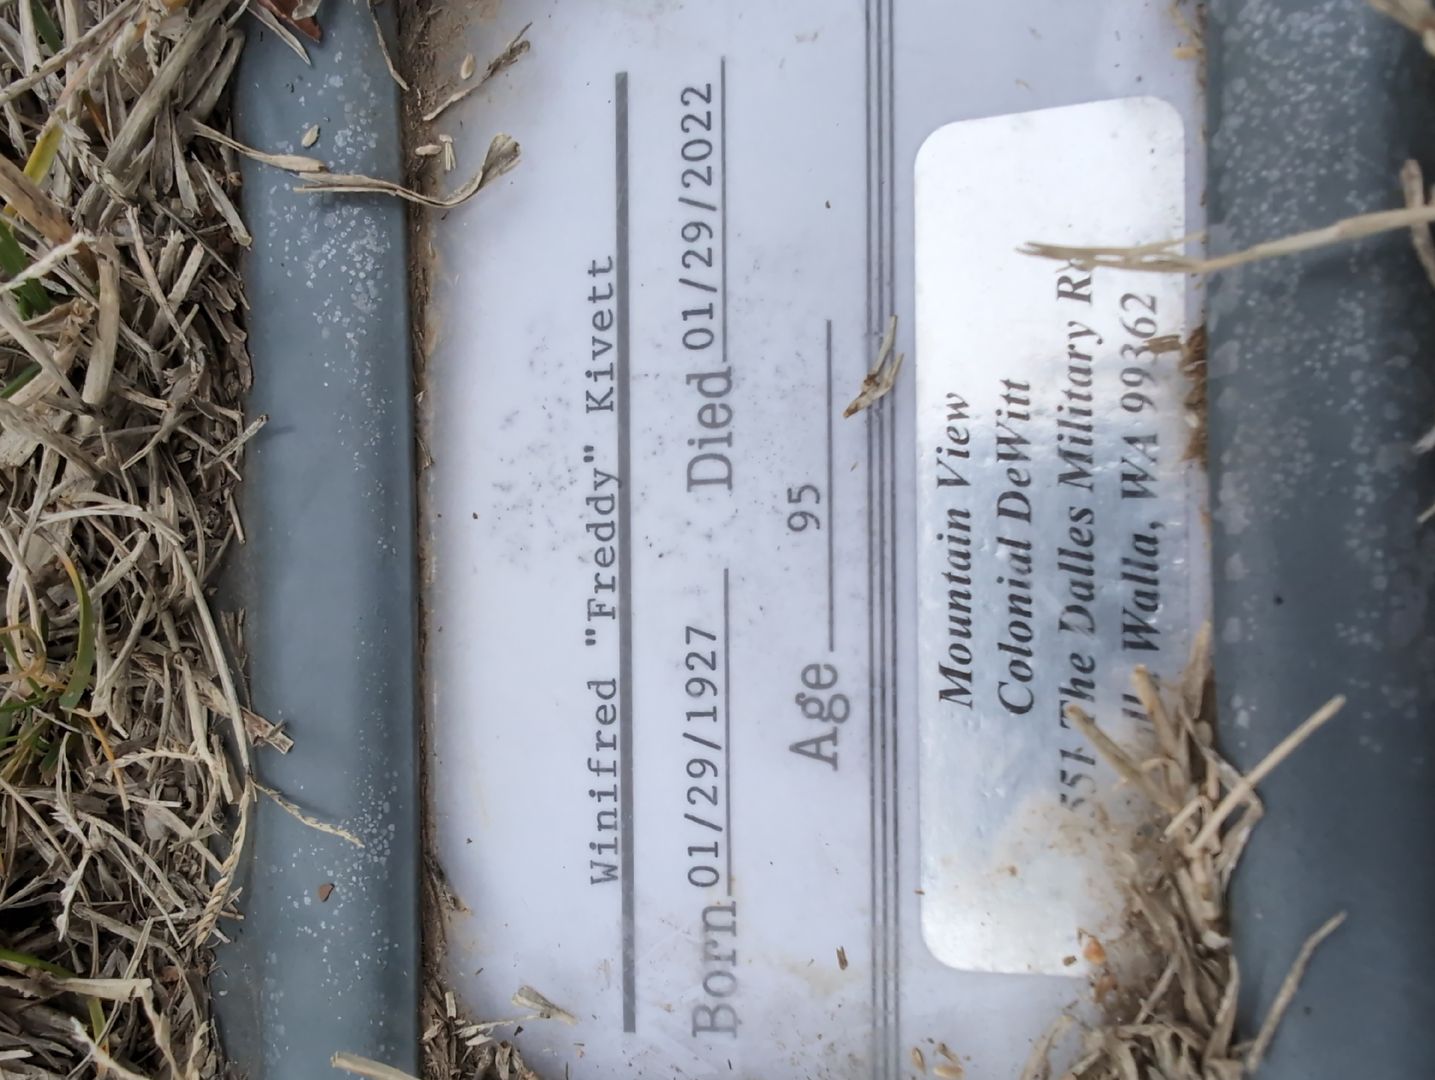 Winifred "Freddy" Kivett
Born 01/29/1927 Died 01/29/2022
Age 95
Mountain View
Colonial DeWitt
551 The Dalles Military
Walla, WA 99362